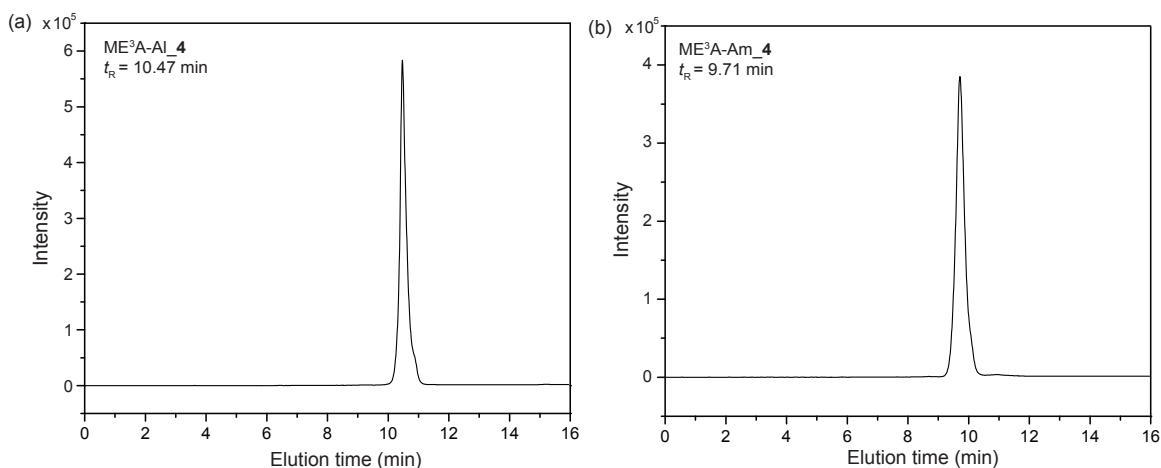 (a)
x10⁵
ME³A-Al_4
tR = 10.47 min
6
5
4
3
2
1
0
Intensity
0 2 4 6 8 10 12 14 16
Elution time (min)
(b)
x10⁵
ME³A-Am_4
tR = 9.71 min
4
3
2
1
0
Intensity
0 2 4 6 8 10 12 14 16
Elution time (min)